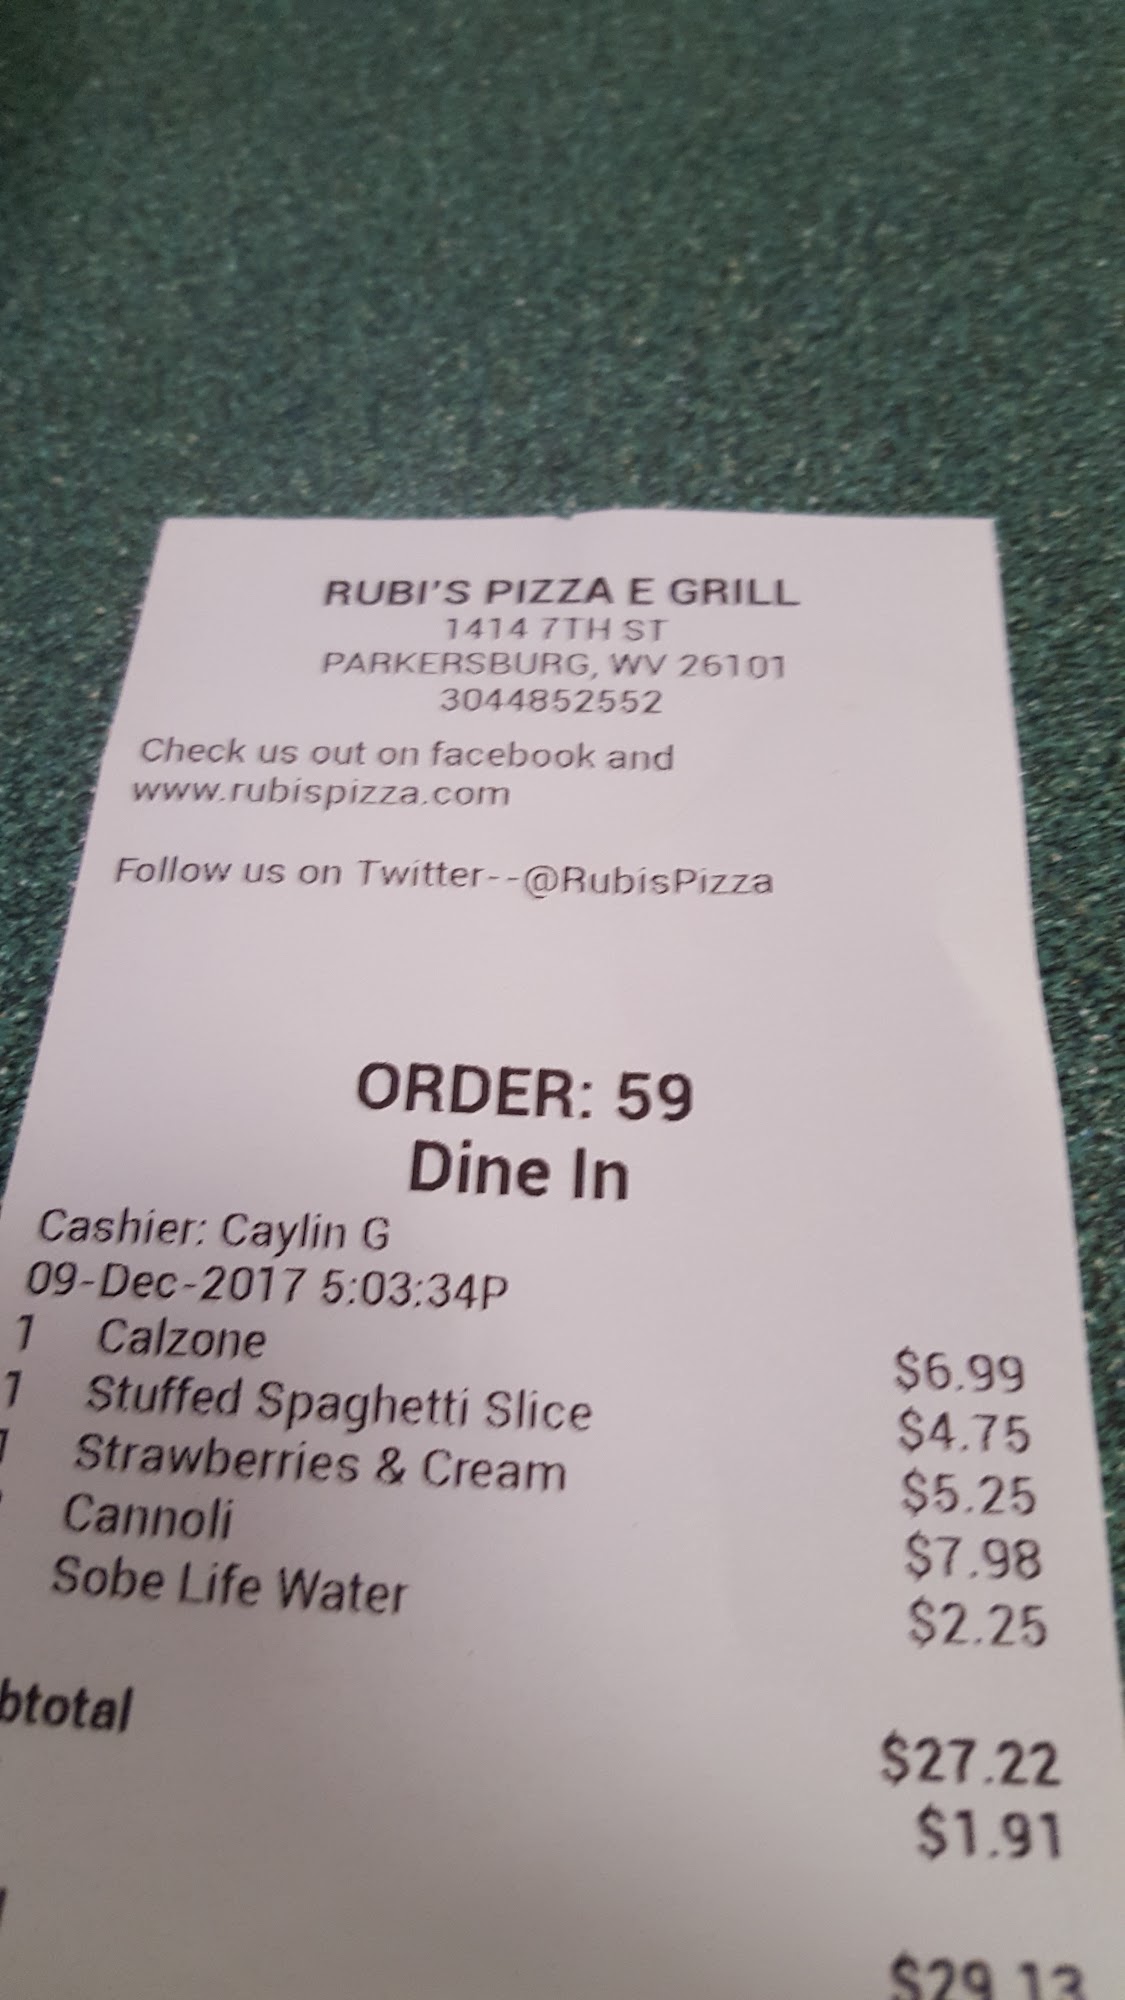 RUBI'S PIZZA E GRILL
1414 7TH ST
PARKERSBURG, WV 26101
3044852552
Check us out on facebook and
www.rubispizza.com
Follow us on Twitter--@RubisPizza
ORDER: 59
Dine In
Cashier: Caylin G
09-Dec-2017 5:03:34P
1 Calzone $6.99
1 Stuffed Spaghetti Slice $4.75
1 Strawberries & Cream $5.25
Cannoli $7.98
Sobe Life Water $2.25
btotal $27.22
$1.91
$29.13